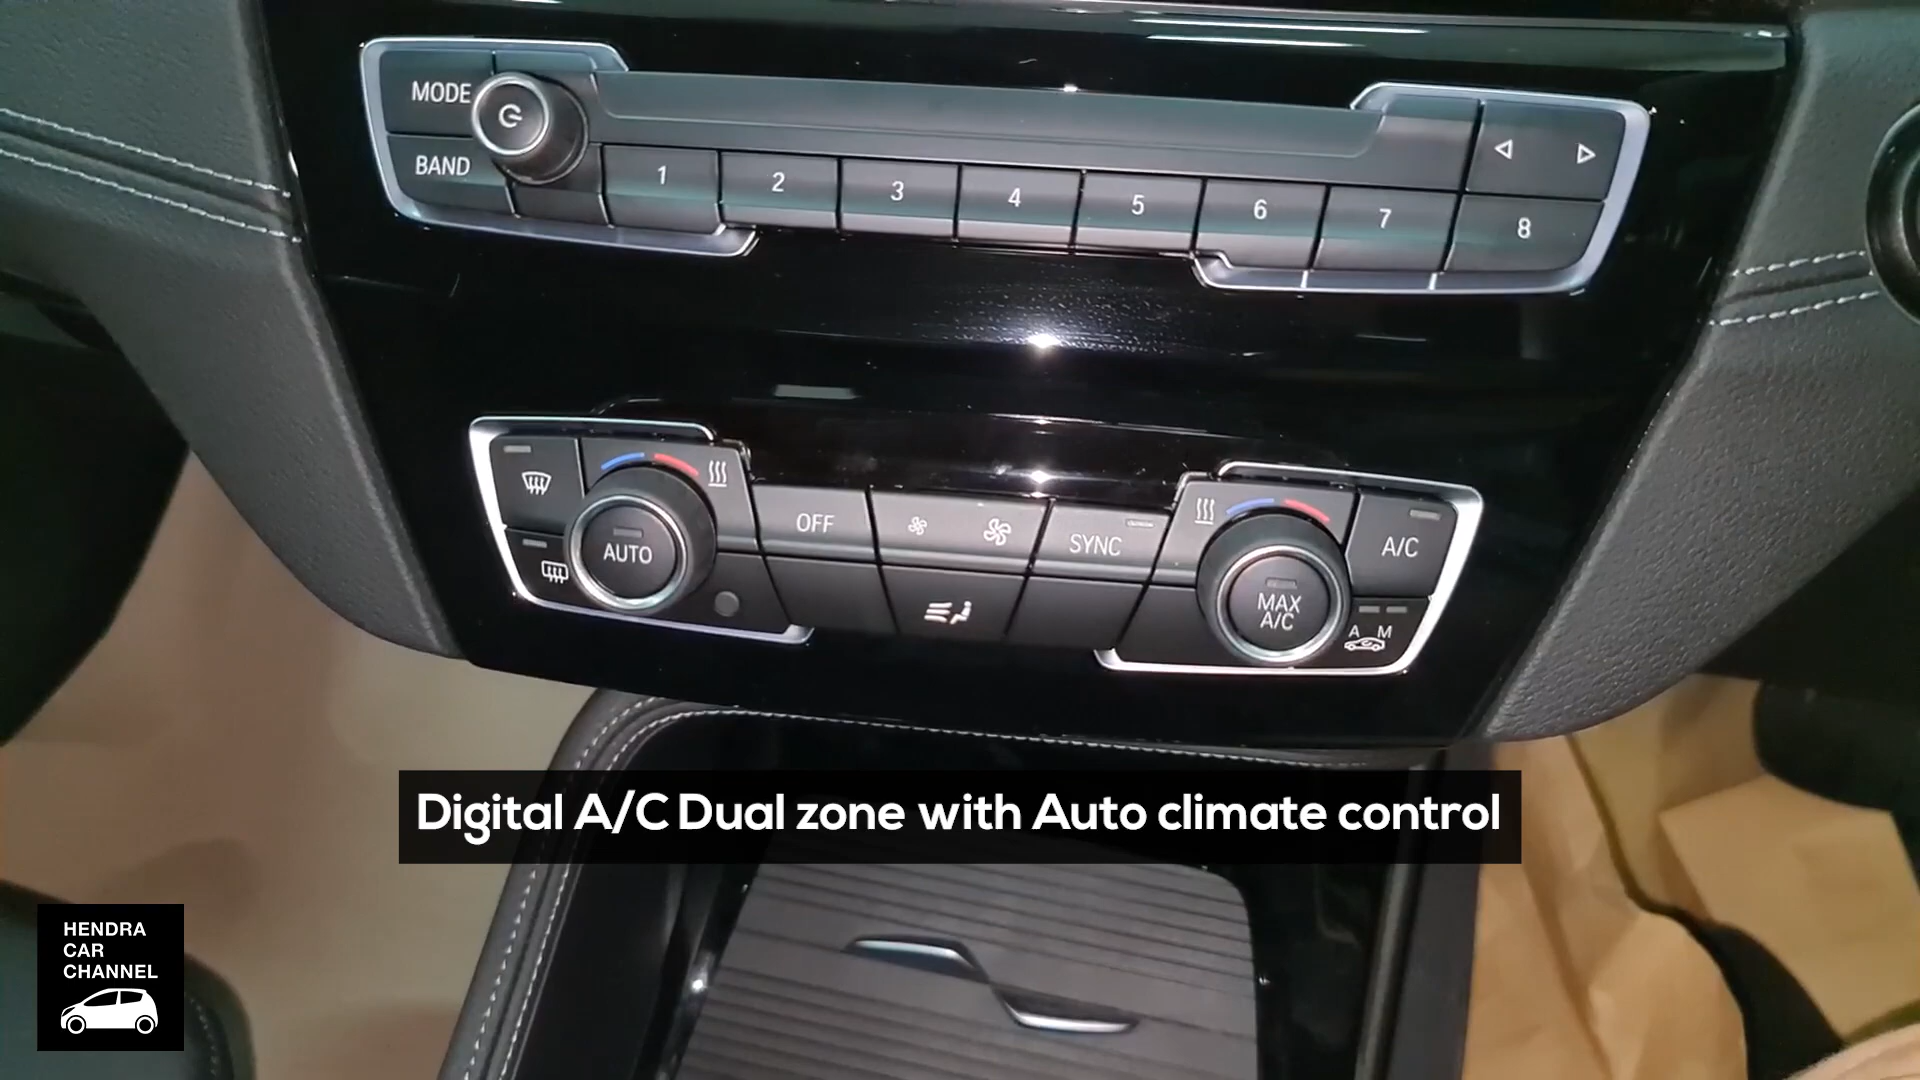 MODE
BAND
1 2 3 4 5 6 7 8
AUTO
OFF
SYNC
MAX
A/C
A/C
A M
Digital A/C Dual zone with Auto climate control
HENDRA
CAR
CHANNEL